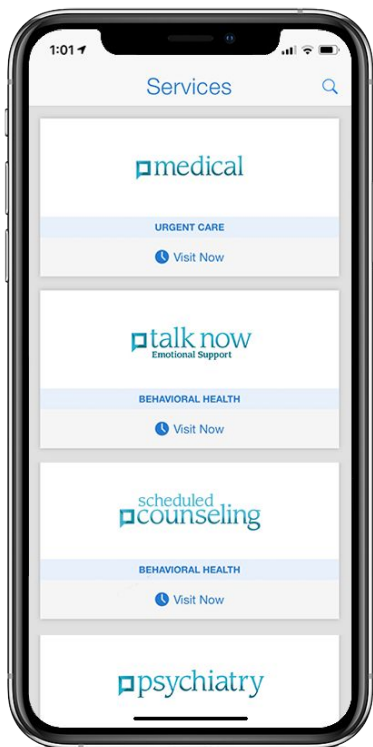 1:01
Services
medical
URGENT CARE
Visit Now
talk now
Emotional Support
BEHAVIORAL HEALTH
Visit Now
scheduled
counseling
BEHAVIORAL HEALTH
Visit Now
psychiatry